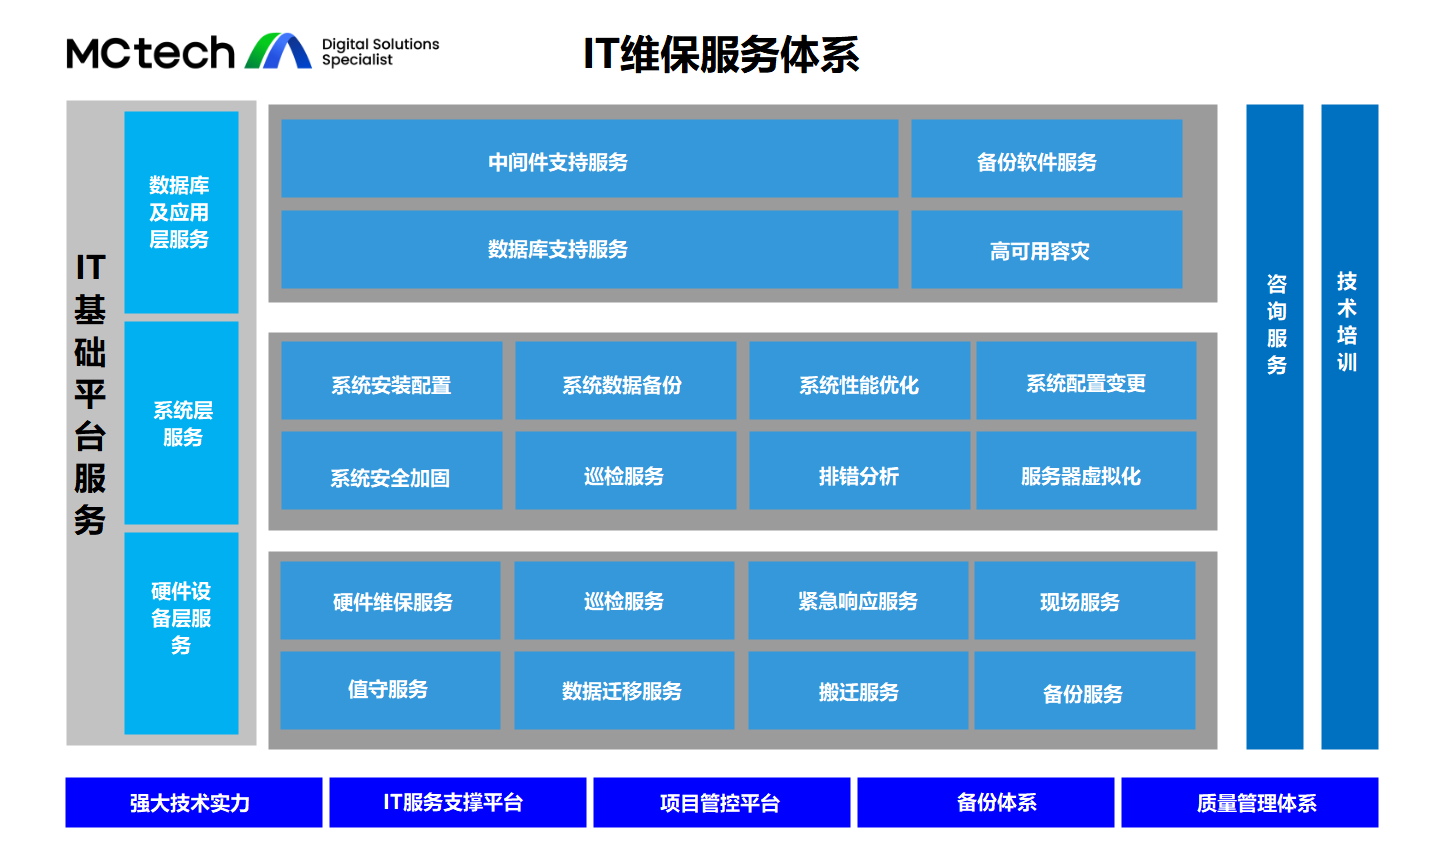 MCtech
Digital Solutions
Specialist
IT维保服务体系
IT
基
础
平
台
服
务
数据库
及应用
层服务
系统层
服务
硬件设
备层服
务
中间件支持服务
备份软件服务
数据库支持服务
高可用容灾
系统安装配置
系统数据备份
系统性能优化
系统配置变更
系统安全加固
巡检服务
排错分析
服务器虚拟化
硬件维保服务
巡检服务
紧急响应服务
现场服务
值守服务
数据迁移服务
搬迁服务
备份服务
咨
询
服
务
技
术
培
训
强大技术实力
IT服务支撑平台
项目管控平台
备份体系
质量管理体系